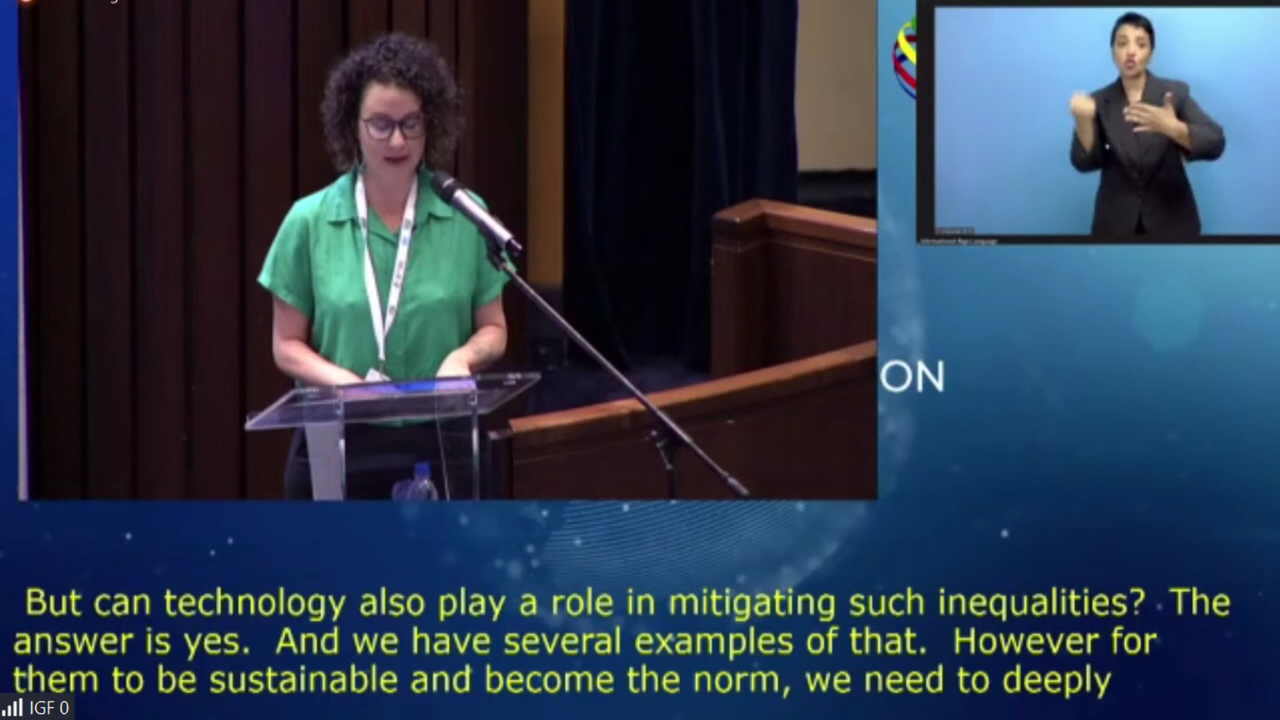 ON
But can technology also play a role in mitigating such inequalities?  The
answer is yes.  And we have several examples of that.  However for
them to be sustainable and become the norm, we need to deeply
IGF 0